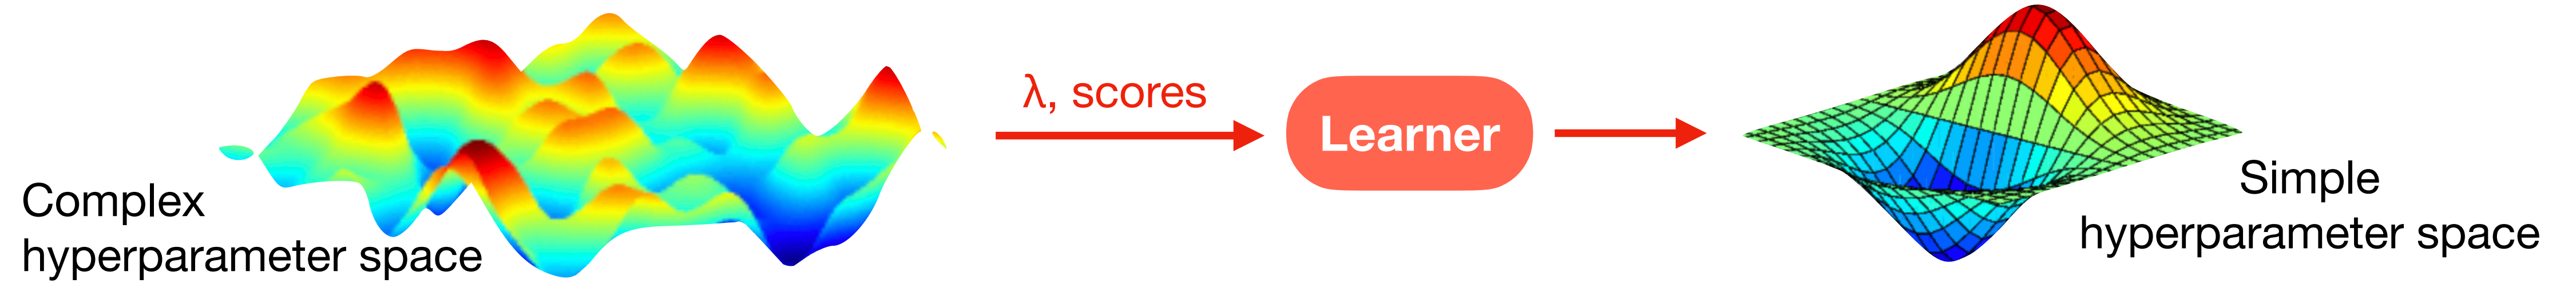 Complex
hyperparameter space
λ, scores
Learner
Simple
hyperparameter space